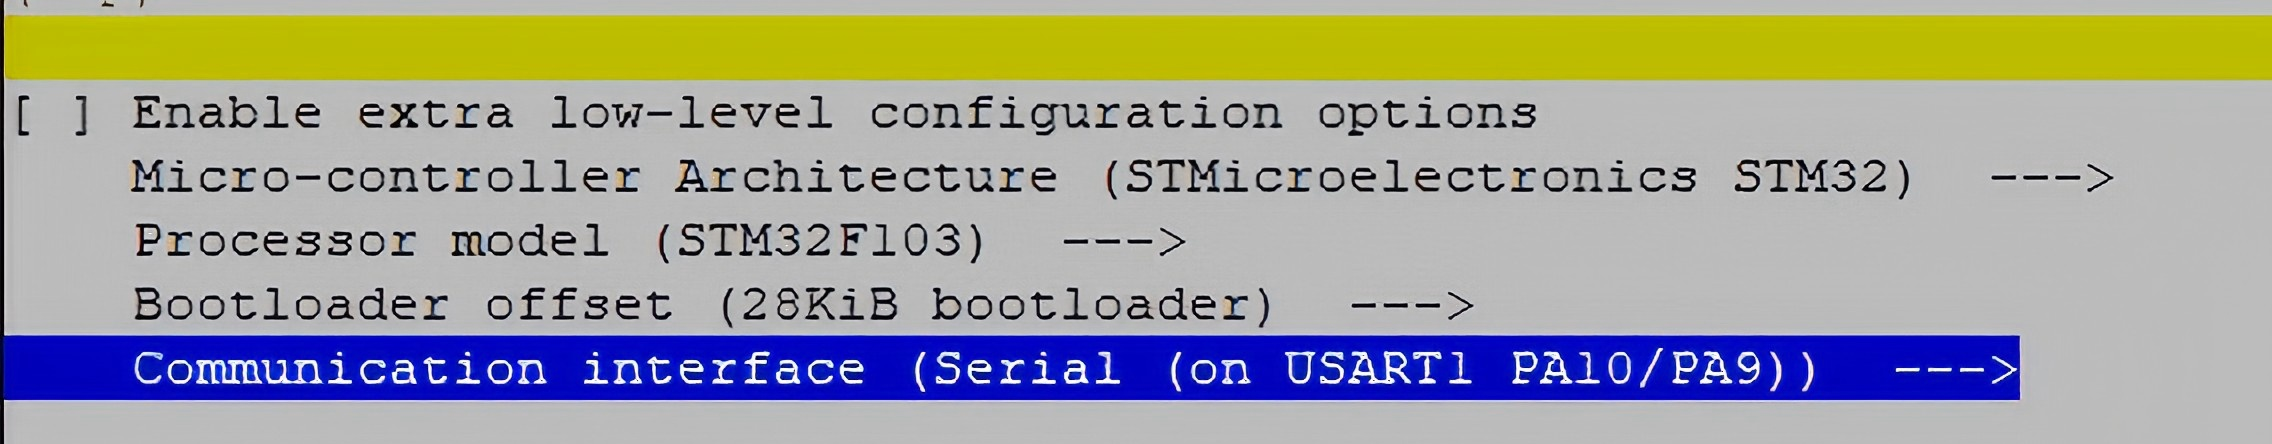 [ ] Enable extra low-level configuration options
Micro-controller Architecture (STMicroelectronics STM32)  --->
Processor model (STM32F103)  --->
Bootloader offset (28KiB bootloader)  --->
Communication interface (Serial (on USART1 PA10/PA9))  --->